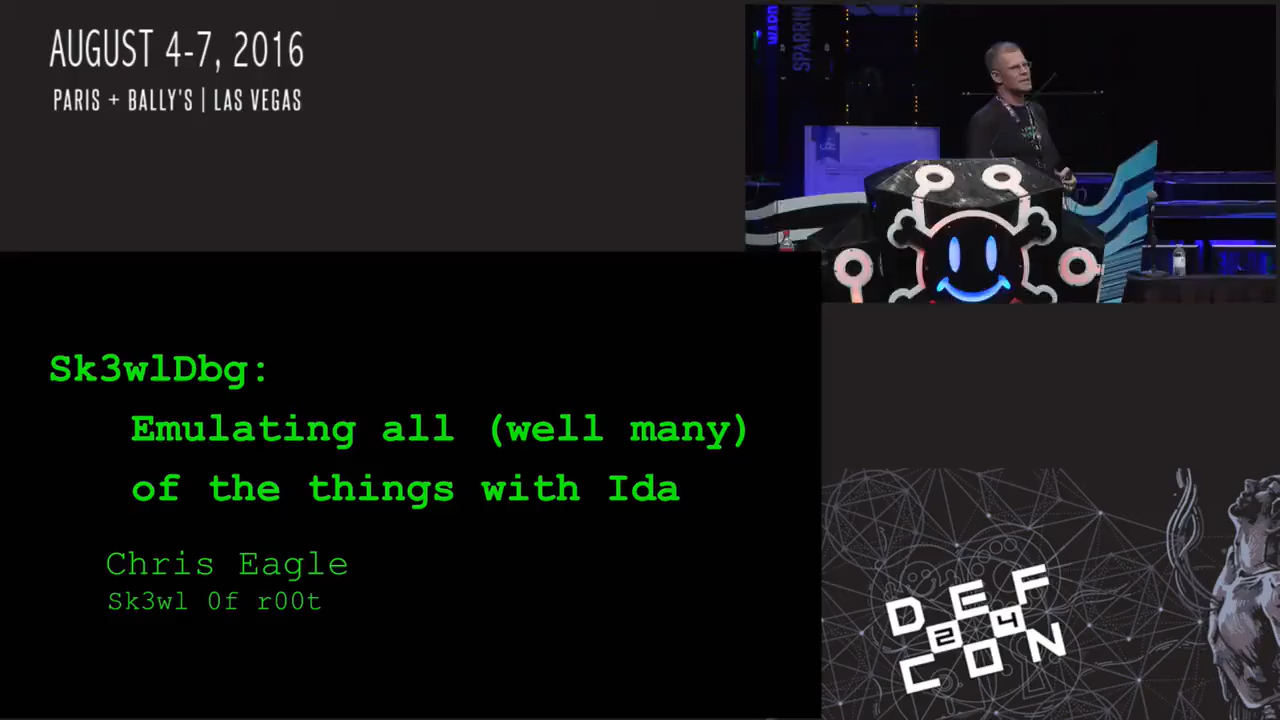 AUGUST 4-7, 2016
PARIS + BALLY'S | LAS VEGAS
SPARRIN
Sk3wlDbg:
Emulating all (well many)
of the things with Ida
Chris Eagle
Sk3wl 0f r00t
DEF
24
CON